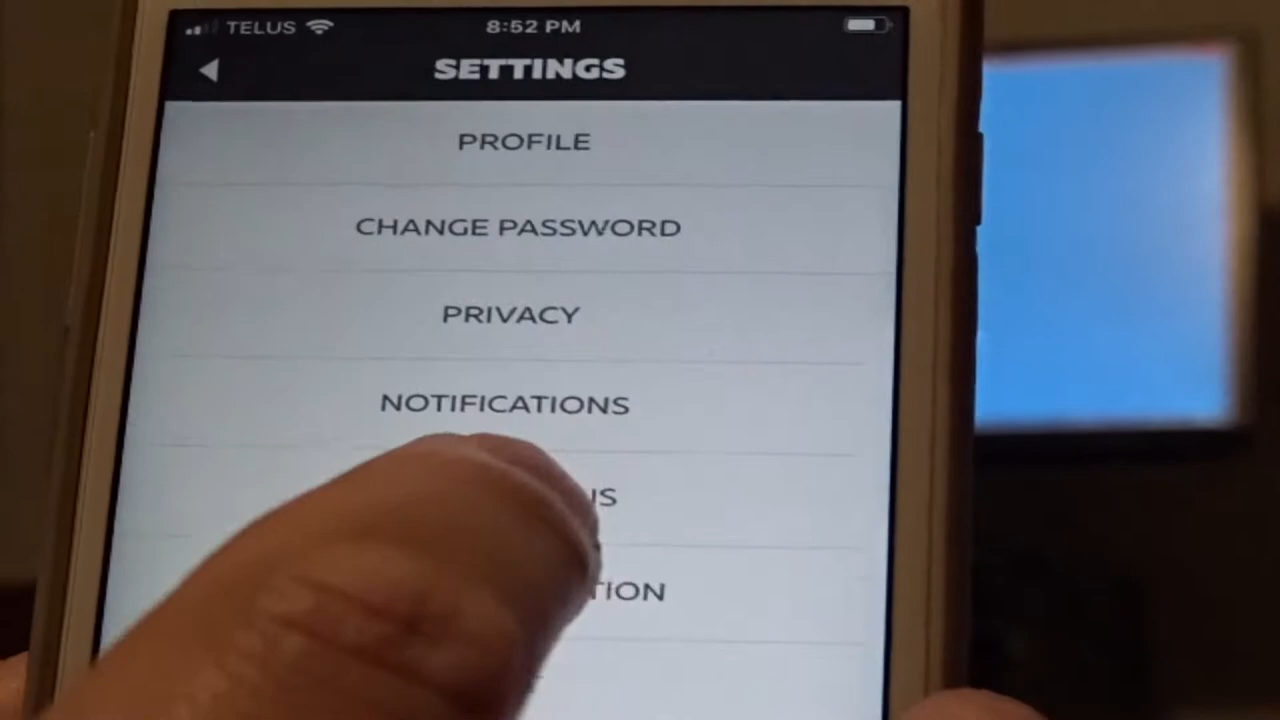 TELUS 8:52 PM
SETTINGS
PROFILE
CHANGE PASSWORD
PRIVACY
NOTIFICATIONS